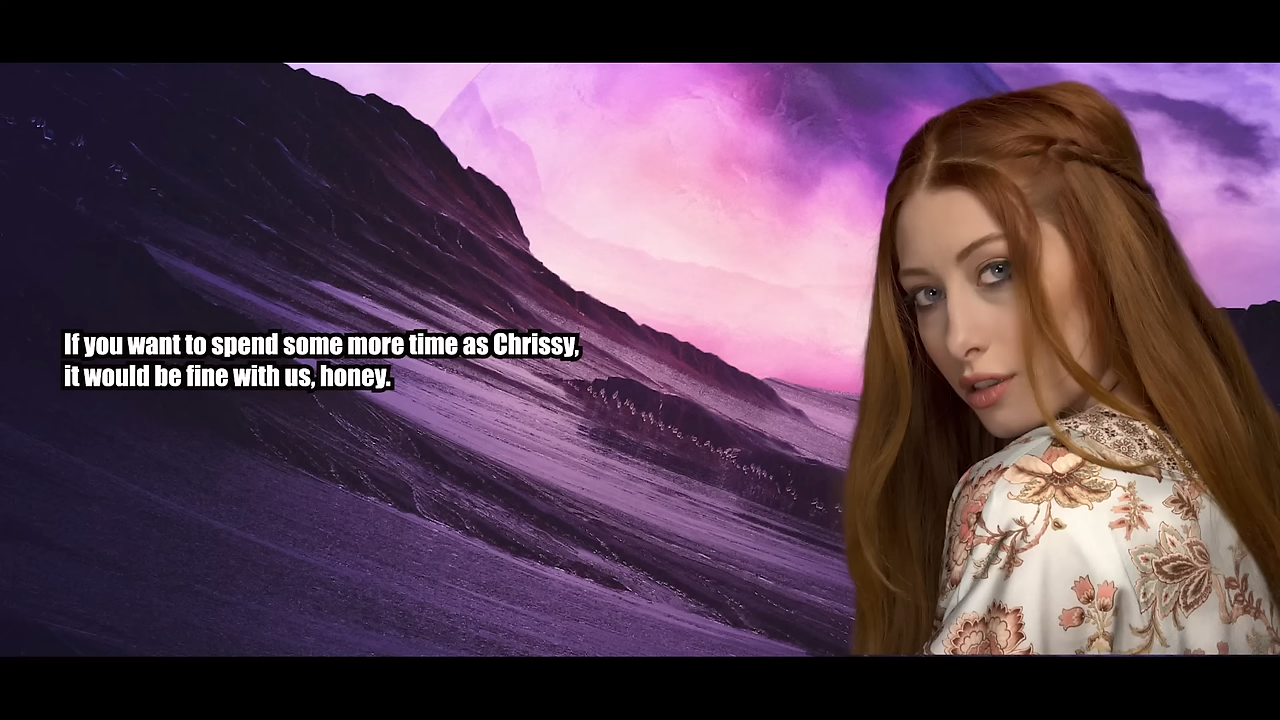 If you want to spend some more time as Chrissy,
it would be fine with us, honey.